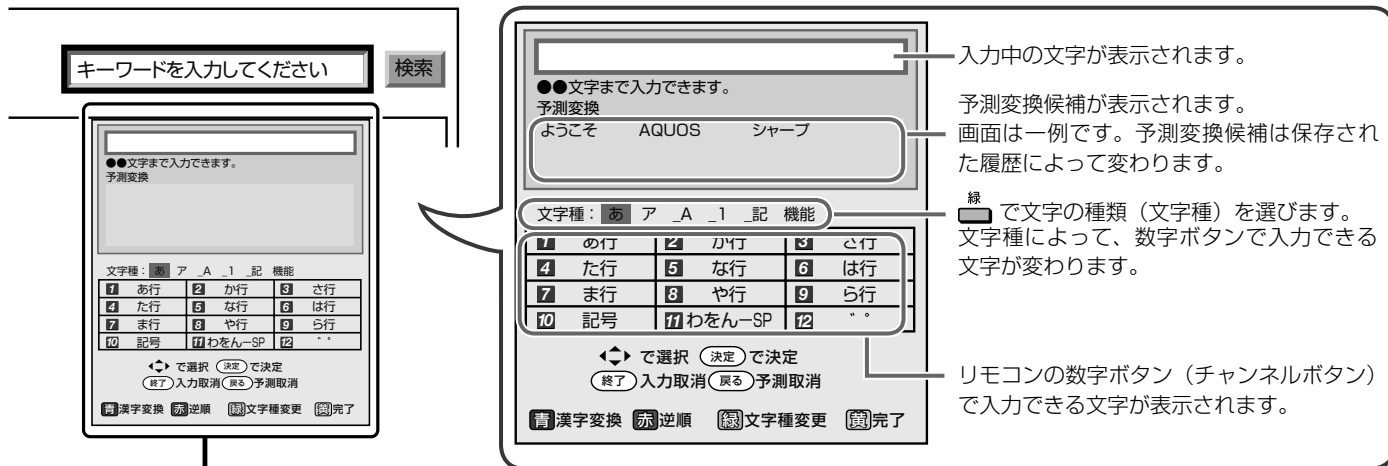 キーワードを入力してください 検索
●●文字まで入力できます。
予測変換
文字種： あ ア _A _1 _記 機能
1 あ行 2 か行 3 さ行
4 た行 5 な行 6 は行
7 ま行 8 や行 9 ら行
10 記号 11 わをんーSP 12 ゛゜
で選択 決定 で決定
終了 入力取消 戻る 予測取消
青 漢字変換 赤 逆順 緑 文字種変更 黄 完了
●●文字まで入力できます。
予測変換
ようこそ AQUOS シャープ
文字種： あ ア _A _1 _記 機能
1 あ行 2 か行 3 さ行
4 た行 5 な行 6 は行
7 ま行 8 や行 9 ら行
10 記号 11 わをんーSP 12 ゛゜
で選択 決定 で決定
終了 入力取消 戻る 予測取消
青 漢字変換 赤 逆順 緑 文字種変更 黄 完了
入力中の文字が表示されます。
予測変換候補が表示されます。
画面は一例です。予測変換候補は保存され
た履歴によって変わります。
緑
で文字の種類（文字種）を選びます。
文字種によって、数字ボタンで入力できる
文字が変わります。
リモコンの数字ボタン（チャンネルボタン）
で入力できる文字が表示されます。